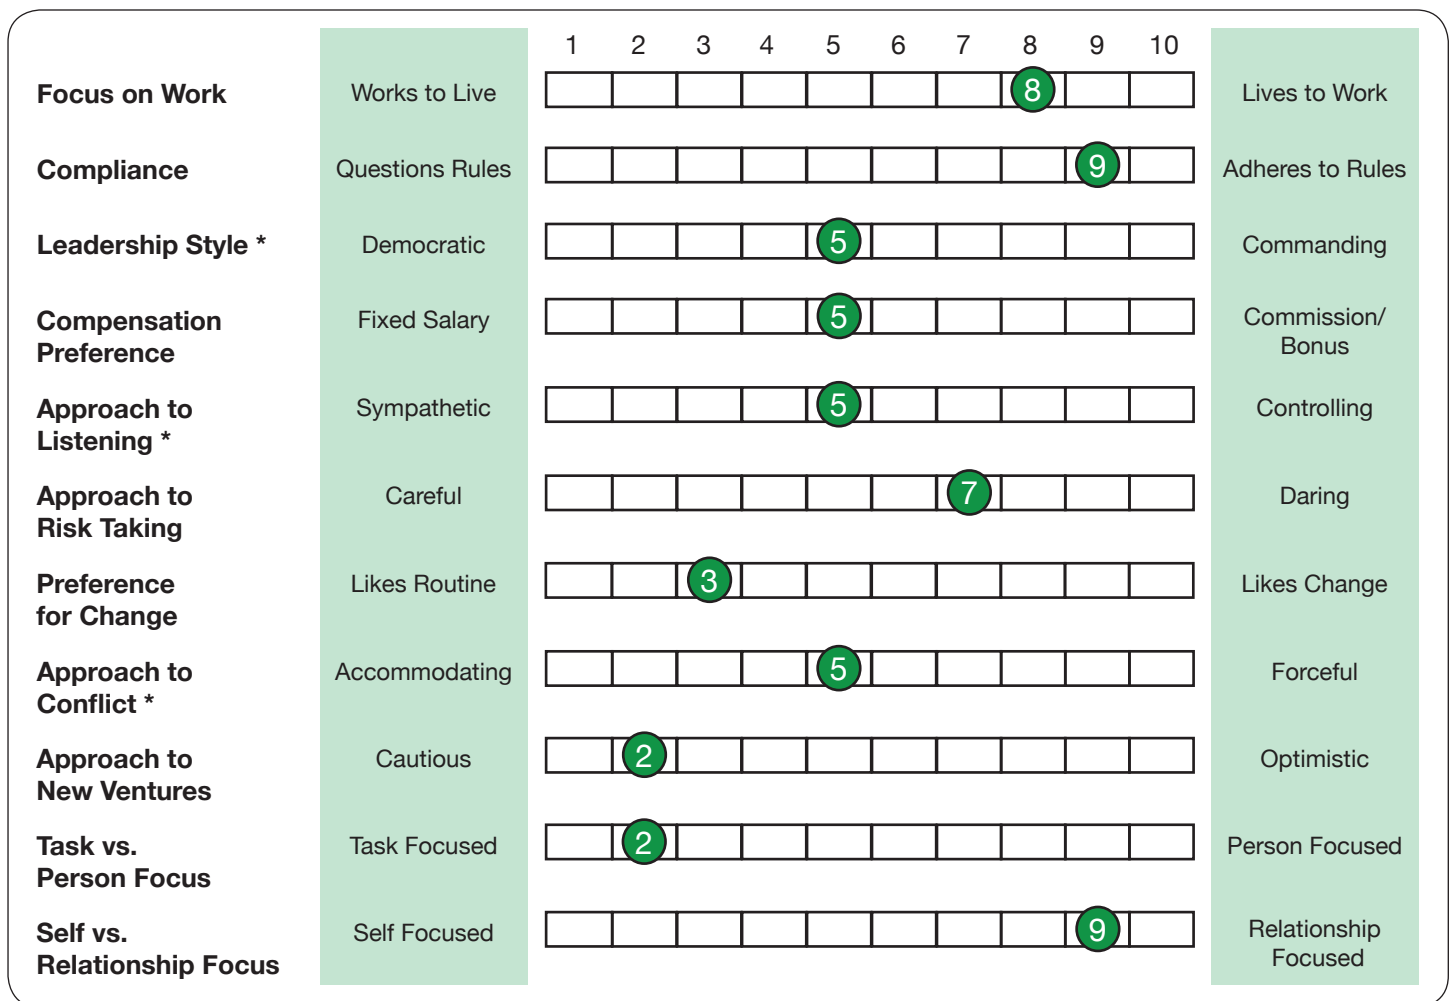 1 2 3 4 5 6 7 8 9 10
Focus on Work Works to Live 8 Lives to Work
Compliance Questions Rules 9 Adheres to Rules
Leadership Style * Democratic 5 Commanding
Compensation
Preference
Fixed Salary 5 Commission/
Bonus
Approach to
Listening *
Sympathetic 5 Controlling
Approach to
Risk Taking
Careful 7 Daring
Preference
for Change
Likes Routine 3 Likes Change
Approach to
Conflict *
Accommodating 5 Forceful
Approach to
New Ventures
Cautious 2 Optimistic
Task vs.
Person Focus
Task Focused 2 Person Focused
Self vs.
Relationship Focus
Self Focused 9 Relationship
Focused